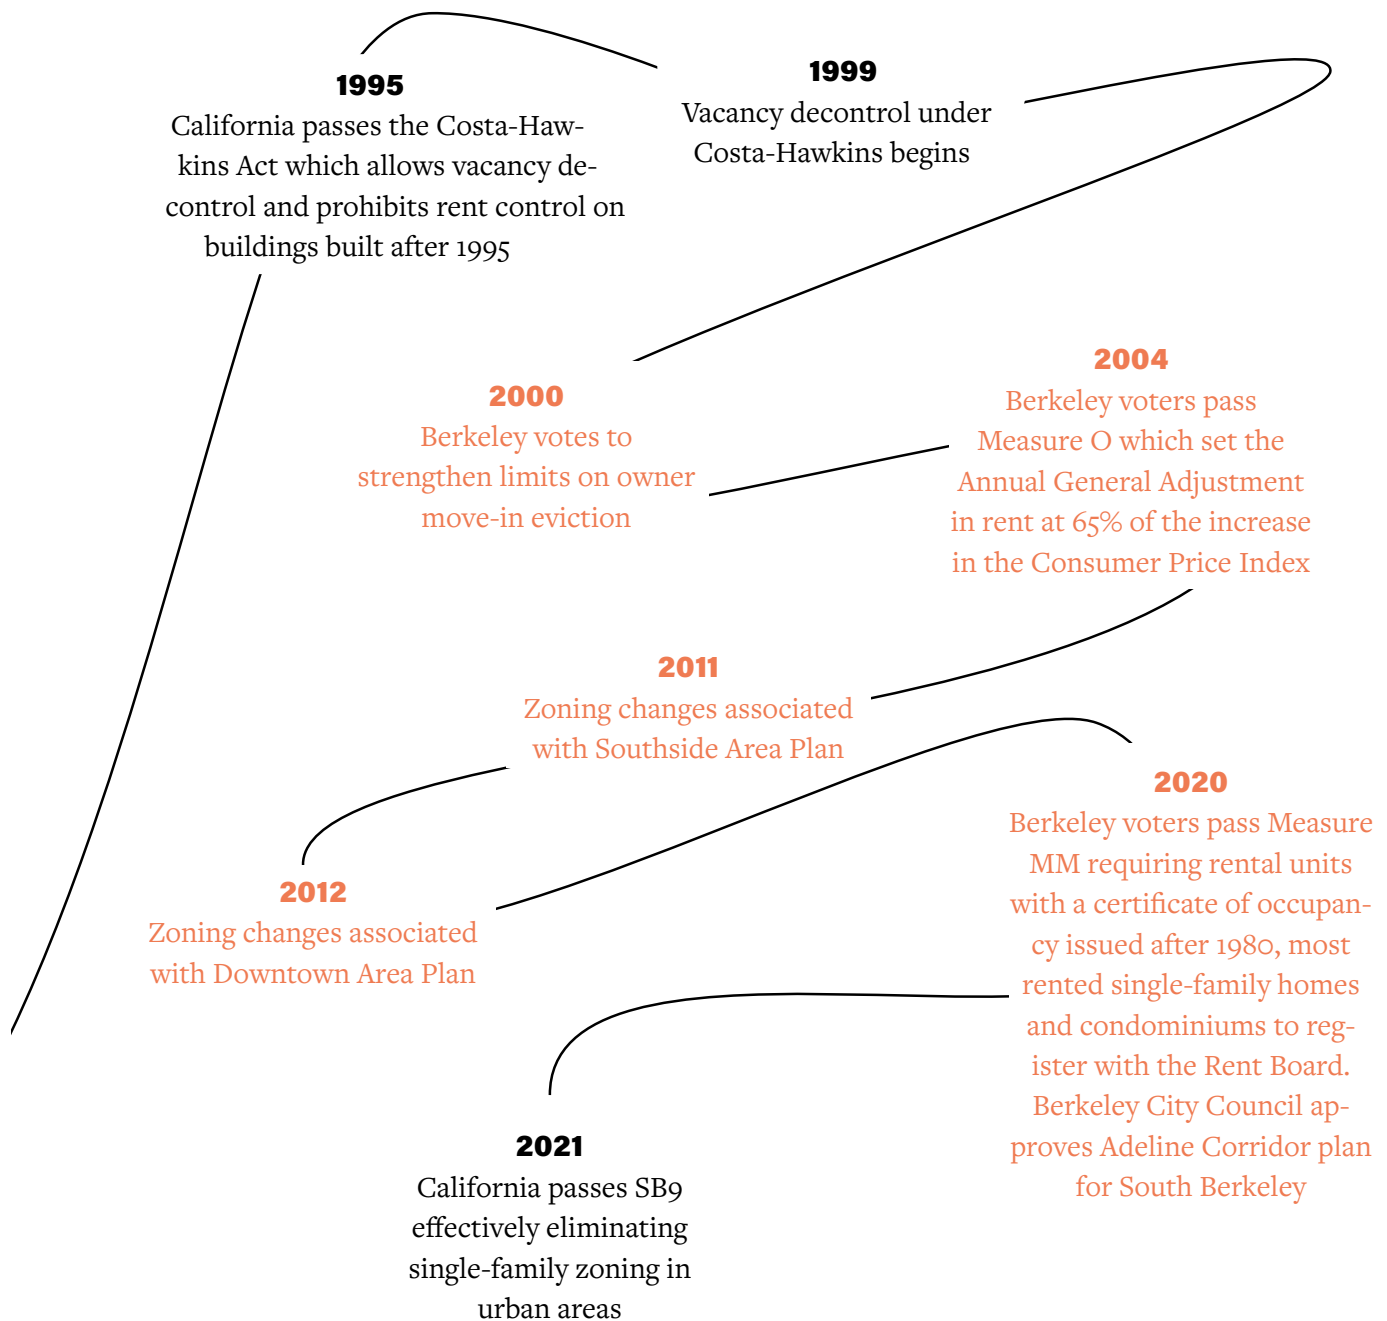 1995
California passes the Costa-Haw-
kins Act which allows vacancy de-
control and prohibits rent control on
buildings built after 1995
1999
Vacancy decontrol under
Costa-Hawkins begins
2000
Berkeley votes to
strengthen limits on owner
move-in eviction
2004
Berkeley voters pass
Measure O which set the
Annual General Adjustment
in rent at 65% of the increase
in the Consumer Price Index
2011
Zoning changes associated
with Southside Area Plan
2012
Zoning changes associated
with Downtown Area Plan
2020
Berkeley voters pass Measure
MM requiring rental units
with a certificate of occupan-
cy issued after 1980, most
rented single-family homes
and condominiums to reg-
ister with the Rent Board.
Berkeley City Council ap-
proves Adeline Corridor plan
for South Berkeley
2021
California passes SB9
effectively eliminating
single-family zoning in
urban areas